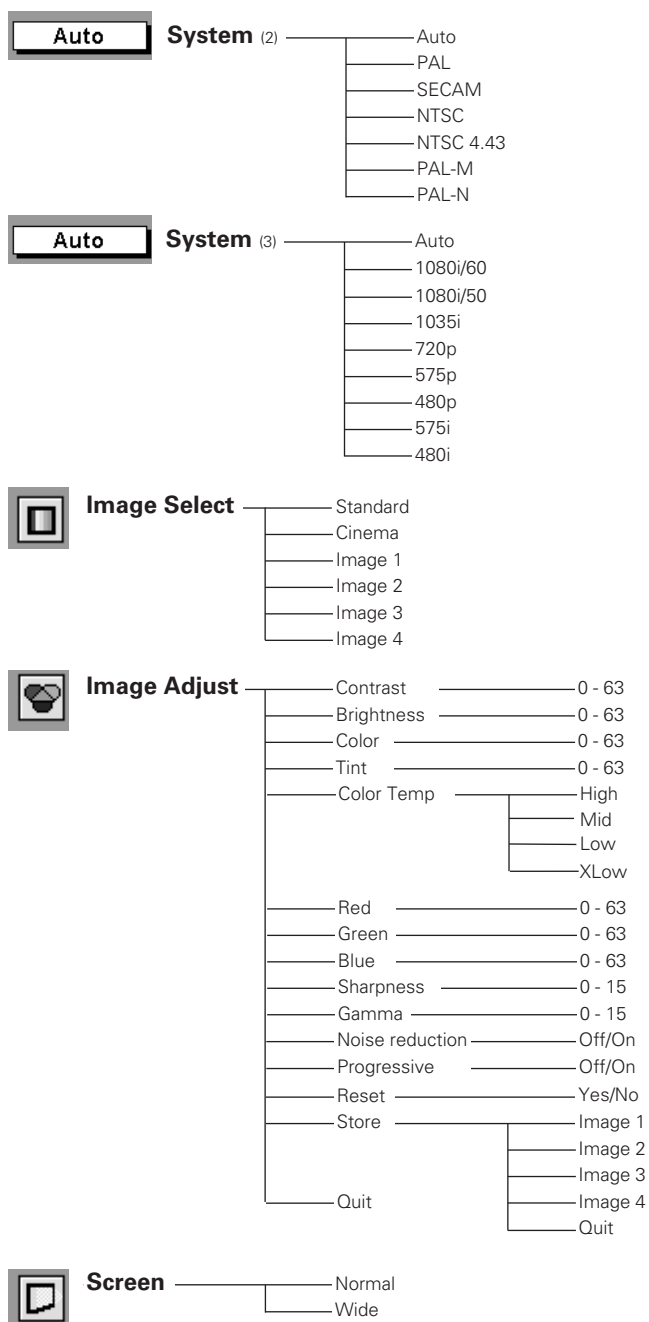 Auto System (2) Auto
PAL
SECAM
NTSC
NTSC 4.43
PAL-M
PAL-N
Auto System (3) Auto
1080i/60
1080i/50
1035i
720p
575p
480p
575i
480i
Image Select Standard
Cinema
Image 1
Image 2
Image 3
Image 4
Image Adjust Contrast 0 - 63
Brightness 0 - 63
Color 0 - 63
Tint 0 - 63
Color Temp High
Mid
Low
XLow
Red 0 - 63
Green 0 - 63
Blue 0 - 63
Sharpness 0 - 15
Gamma 0 - 15
Noise reduction Off/On
Progressive Off/On
Reset Yes/No
Store Image 1
Image 2
Image 3
Quit Image 4
Quit
Screen Normal
Wide